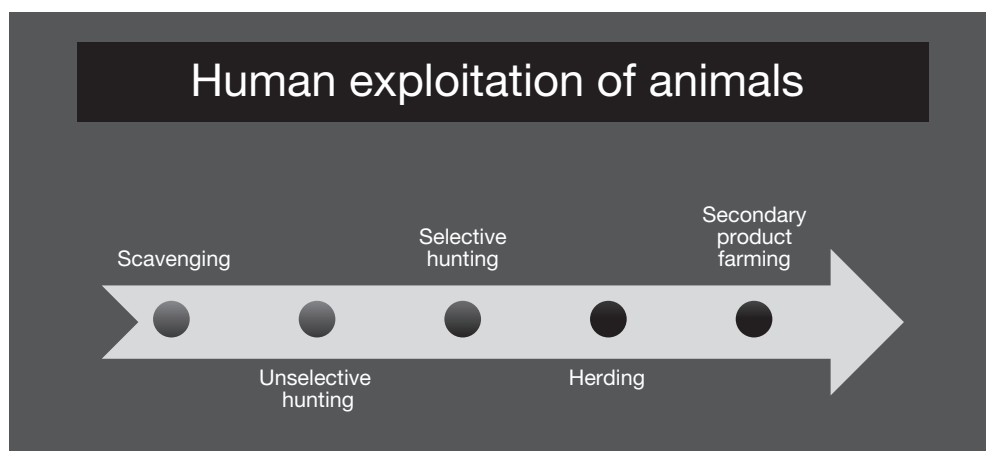 Human exploitation of animals
Scavenging
Unselective
hunting
Selective
hunting
Herding
Secondary
product
farming